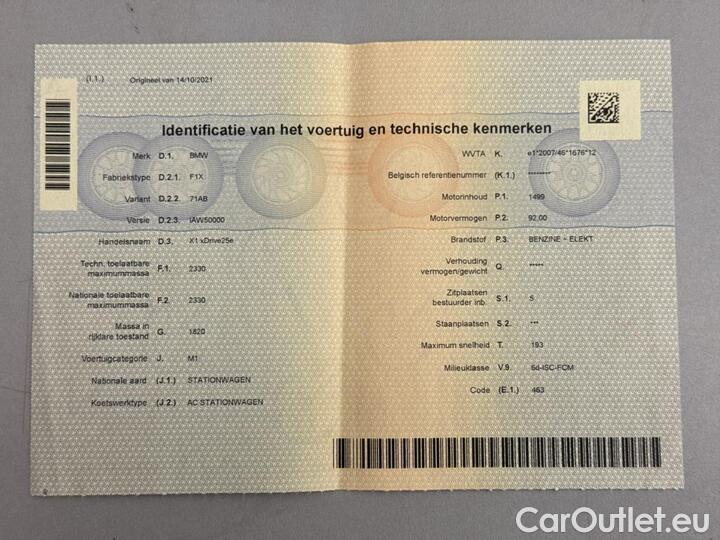 (I.1.) Origineel van 14/10/2021
Identificatie van het voertuig en technische kenmerken
Merk D.1. BMW
Fabriekstype D.2.1. F1X
Variant D.2.2. 71AB
Versie D.2.3. IAW50000
Handelsnaam D.3. X1 xDrive25e
Techn. toelaatbare
maximummassa F.1. 2330
Nationale toelaatbare
maximummassa F.2. 2330
Massa in
rijklare toestand G. 1820
Voertuigcategorie J. M1
Nationale aard (J.1.) STATIONWAGEN
Koetswerktype (J.2.) AC STATIONWAGEN
WVTA K. e1*2007/46*1676*12
Belgisch referentienummer (K.1.) ********
Motorinhoud P.1. 1499
Motorvermogen P.2. 92,00
Brandstof P.3. BENZINE + ELEKT
Verhouding
vermogen/gewicht Q. *****
Zitplaatsen
bestuurder inb. S.1. 5
Staanplaatsen S.2. ***
Maximum snelheid T. 193
Milieuklasse V.9. 6d-ISC-FCM
Code (E.1.) 463
CarOutlet.eu